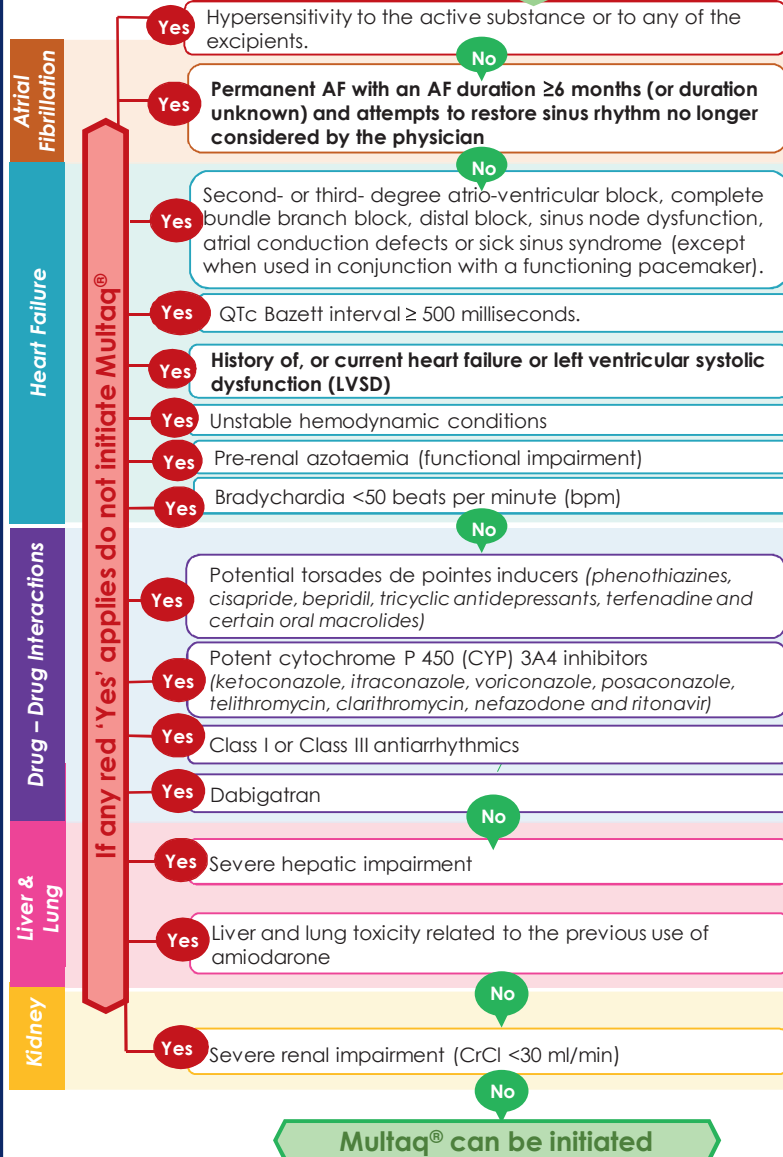 Yes
Hypersensitivity to the active substance or to any of the
excipients.
No
Atrial
Fibrillation
Yes
Permanent AF with an AF duration ≥6 months (or duration
unknown) and attempts to restore sinus rhythm no longer
considered by the physician
No
If any red 'Yes' applies do not initiate Multaq®
Heart Failure
Yes
Second- or third- degree atrio-ventricular block, complete
bundle branch block, distal block, sinus node dysfunction,
atrial conduction defects or sick sinus syndrome (except
when used in conjunction with a functioning pacemaker).
Yes
QTc Bazett interval ≥ 500 milliseconds.
Yes
History of, or current heart failure or left ventricular systolic
dysfunction (LVSD)
Yes
Unstable hemodynamic conditions
Yes
Pre-renal azotaemia (functional impairment)
Yes
Bradychardia <50 beats per minute (bpm)
No
Drug – Drug Interactions
Yes
Potential torsades de pointes inducers (phenothiazines,
cisapride, bepridil, tricyclic antidepressants, terfenadine and
certain oral macrolides)
Yes
Potent cytochrome P 450 (CYP) 3A4 inhibitors
(ketoconazole, itraconazole, voriconazole, posaconazole,
telithromycin, clarithromycin, nefazodone and ritonavir)
Yes
Class I or Class III antiarrhythmics
Yes
Dabigatran
No
Liver &
Lung
Yes
Severe hepatic impairment
Yes
Liver and lung toxicity related to the previous use of
amiodarone
No
Kidney
Yes
Severe renal impairment (CrCl <30 ml/min)
No
Multaq® can be initiated